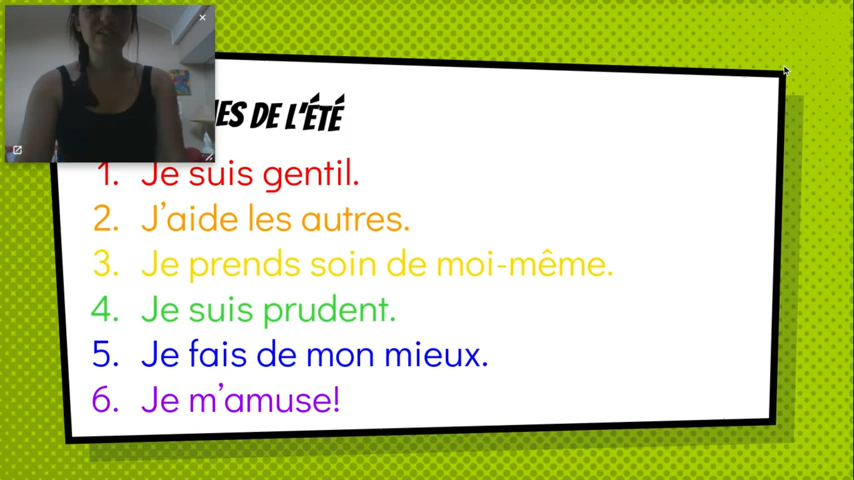 DE L'ÉTÉ
1. Je suis gentil.
2. J'aide les autres.
3. Je prends soin de moi-même.
4. Je suis prudent.
5. Je fais de mon mieux.
6. Je m'amuse!